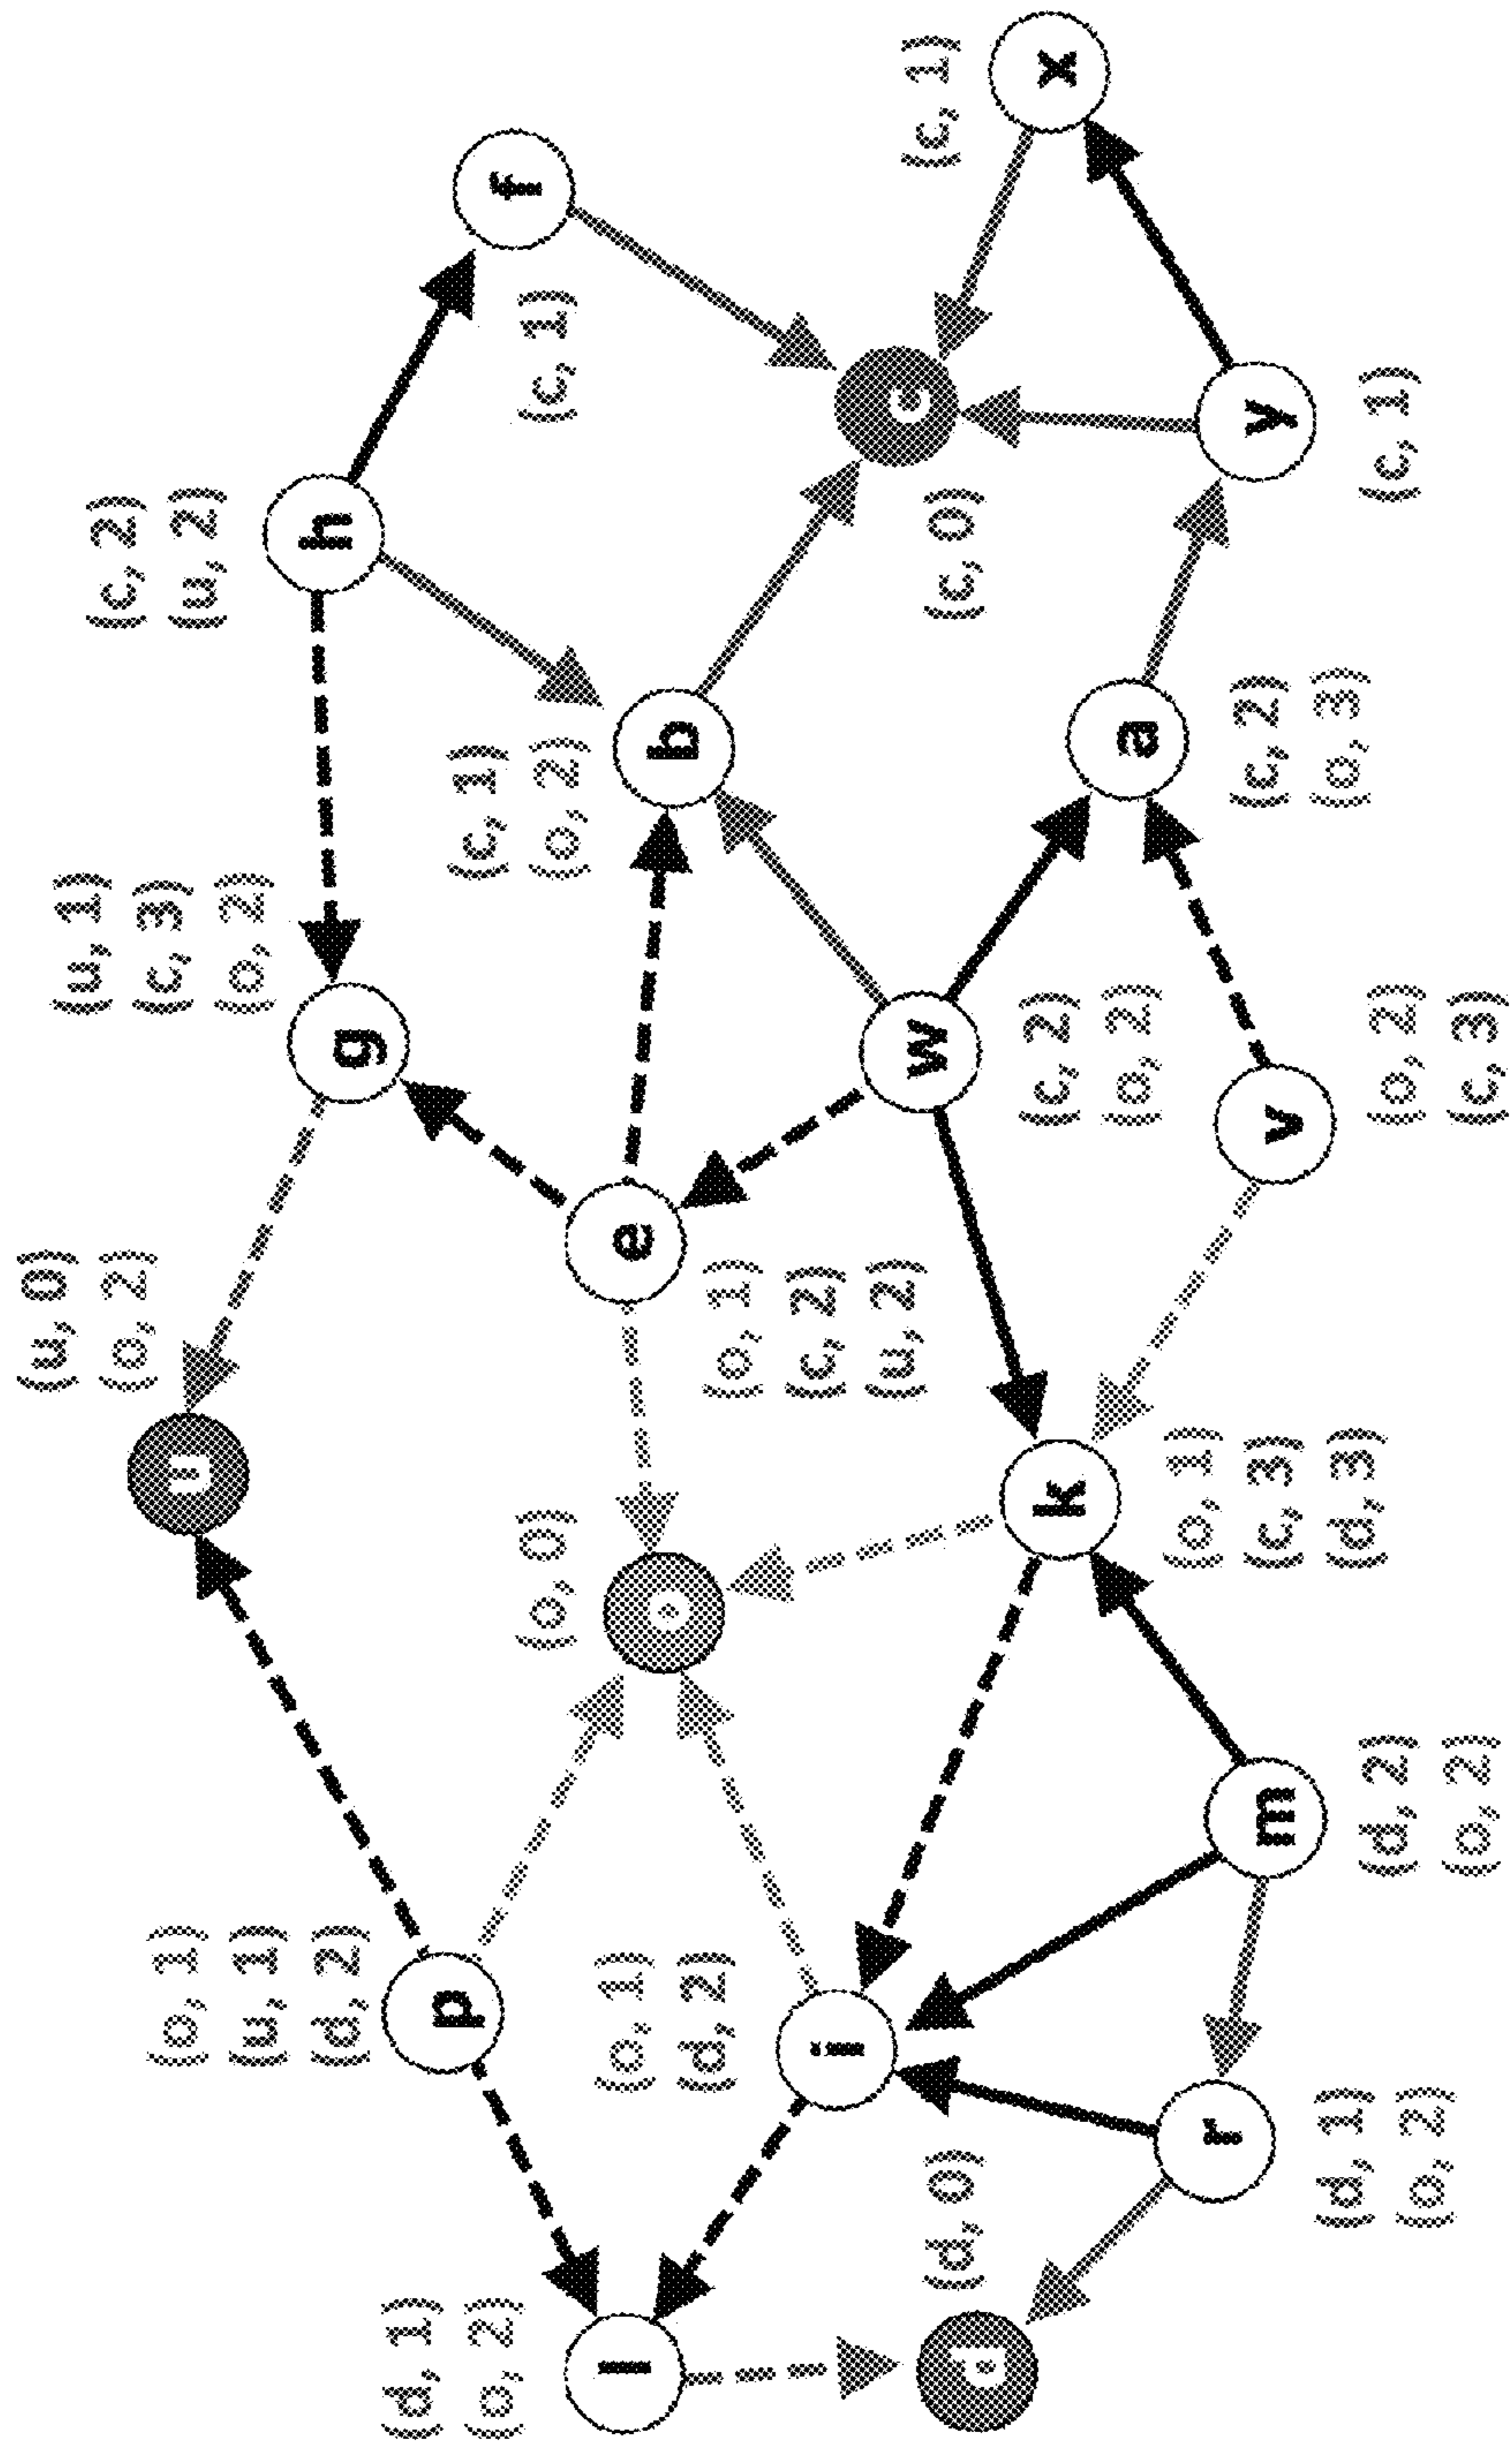 (u, 0)
(o, 2)
u
(u, 1)
(c, 3)
(o, 2)
g
(c, 2)
(u, 2)
h
(o, 1)
(u, 1)
(d, 2)
p
f
(c, 1)
(d, 1)
(o, 2)
l
(o, 0)
o
e
(o, 1)
(c, 2)
(u, 2)
(c, 1)
(o, 2)
b
(o, 1)
(d, 2)
i
c
(c, 0)
(d, 0)
d
w
(c, 2)
(o, 2)
(c, 1)
x
k
(o, 1)
(c, 3)
(d, 3)
a
(c, 2)
(o, 3)
r
(d, 1)
(o, 2)
m
(d, 2)
(o, 2)
v
(o, 2)
(c, 3)
y
(c, 1)